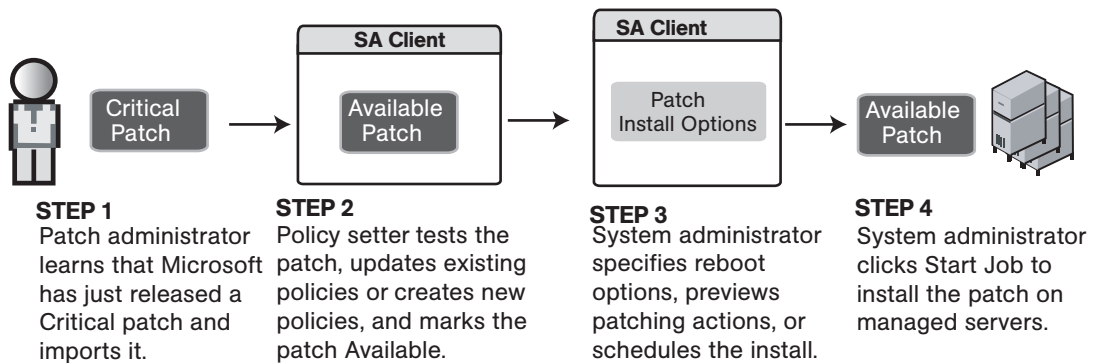 Critical
Patch
SA Client
Available
Patch
SA Client
Patch
Install Options
Available
Patch
STEP 1
Patch administrator
learns that Microsoft
has just released a
Critical patch and
imports it.
STEP 2
Policy setter tests the
patch, updates existing
policies or creates new
policies, and marks the
patch Available.
STEP 3
System administrator
specifies reboot
options, previews
patching actions, or
schedules the install.
STEP 4
System administrator
clicks Start Job to
install the patch on
managed servers.